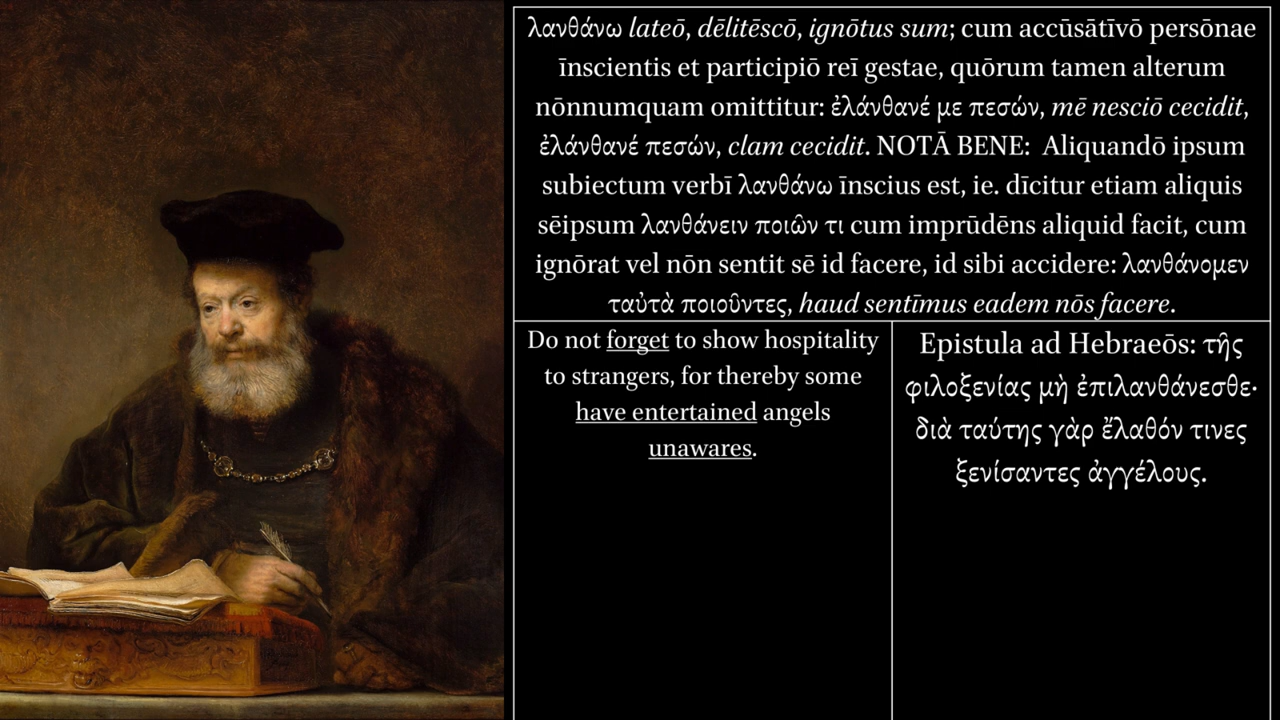 λανθάνω lateō, dēlitēscō, ignōtus sum; cum accūsātīvō persōnae
īnscientis et participiō reī gestae, quōrum tamen alterum
nōnnumquam omittitur: ἐλάνθανέ με πεσών, mē nesciō cecidit,
ἐλάνθανέ πεσών, clam cecidit. NOTĀ BENE: Aliquandō ipsum
subiectum verbī λανθάνω īnscius est, ie. dīcitur etiam aliquis
sēipsum λανθάνειν ποιῶν τι cum imprūdēns aliquid facit, cum
ignōrat vel nōn sentit sē id facere, id sibi accidere: λανθάνομεν
ταὐτὰ ποιοῦντες, haud sentīmus eadem nōs facere.
Do not forget to show hospitality
to strangers, for thereby some
have entertained angels
unawares.
Epistula ad Hebraeōs: τῆς
φιλοξενίας μὴ ἐπιλανθάνεσθε·
διὰ ταύτης γὰρ ἔλαθόν τινες
ξενίσαντες ἀγγέλους.